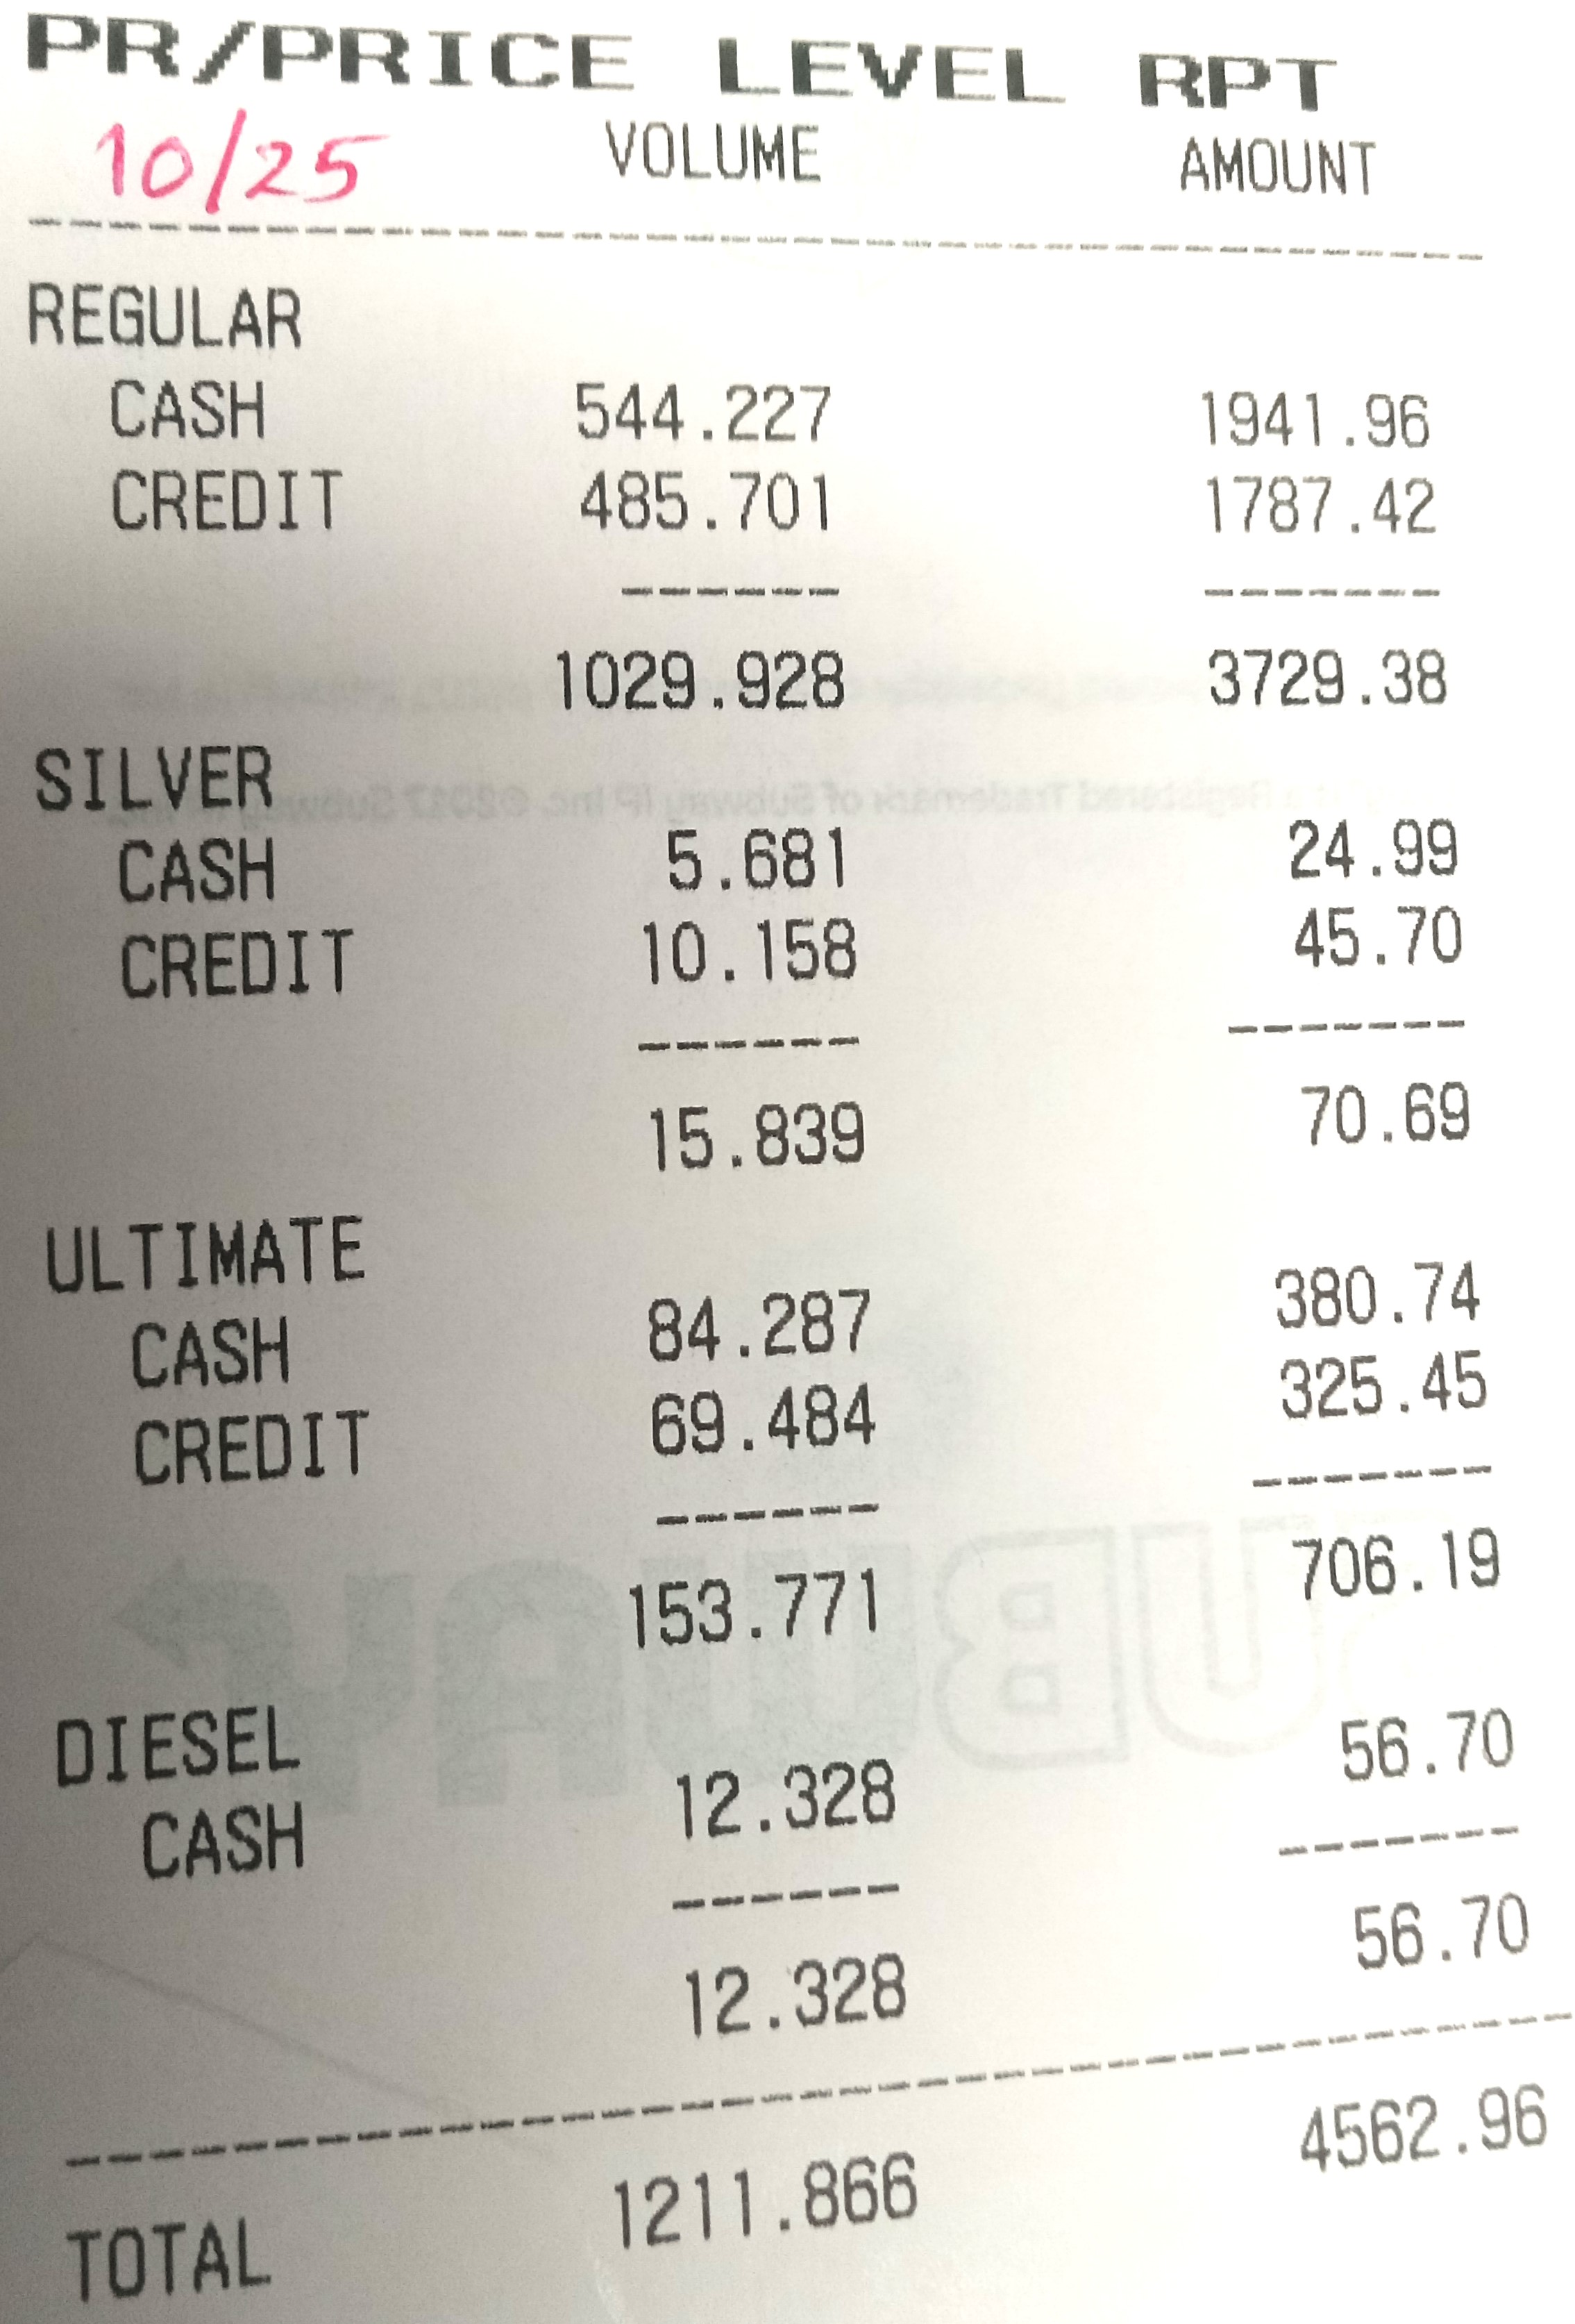 PR/PRICE LEVEL RPT
10/25 VOLUME AMOUNT
REGULAR
CASH 544.227 1941.96
CREDIT 485.701 1787.42
1029.928 3729.38
SILVER
CASH 5.681 24.99
CREDIT 10.158 45.70
15.839 70.69
ULTIMATE
CASH 84.287 380.74
CREDIT 69.484 325.45
153.771 706.19
DIESEL
CASH 12.328 56.70
12.328 56.70
TOTAL 1211.866 4562.96